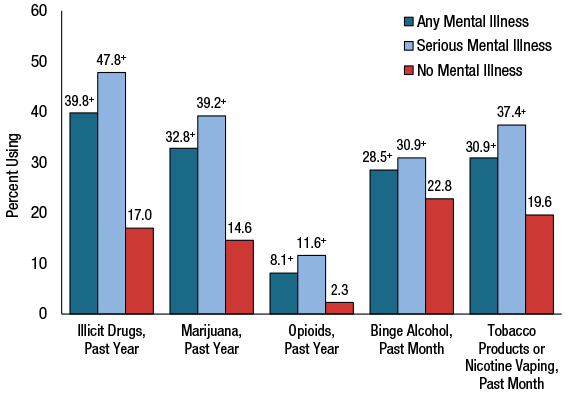 60
50
40
30
20
10
0
Percent Using
Any Mental Illness
Serious Mental Illness
No Mental Illness
39.8+
47.8+
17.0
32.8+
39.2+
14.6
8.1+
11.6+
2.3
28.5+
30.9+
22.8
30.9+
37.4+
19.6
Illicit Drugs,
Past Year
Marijuana,
Past Year
Opioids,
Past Year
Binge Alcohol,
Past Month
Tobacco
Products or
Nicotine Vaping,
Past Month